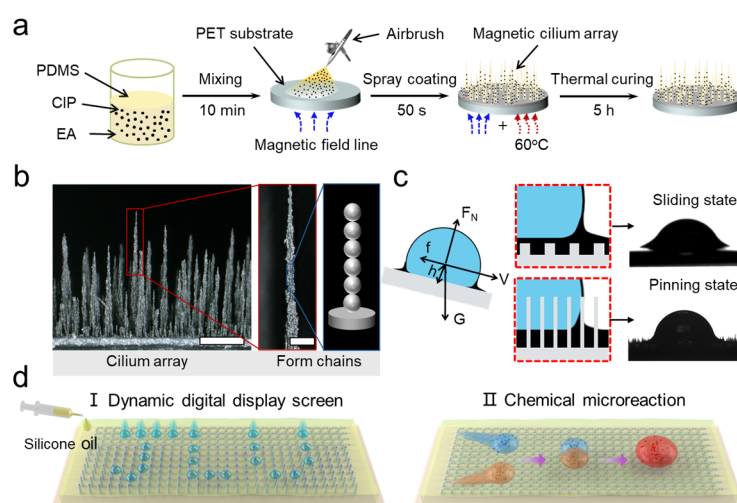 a
PDMS
CIP
EA
Mixing
10 min
PET substrate
Airbrush
Magnetic field line
Spray coating
50 s
Magnetic cilium array
+
60°C
Thermal curing
5 h
b
Cilium array
Form chains
c
F_N
f
h
V
G
Sliding state
Pinning state
d
Silicone oil
I Dynamic digital display screen
II Chemical microreaction